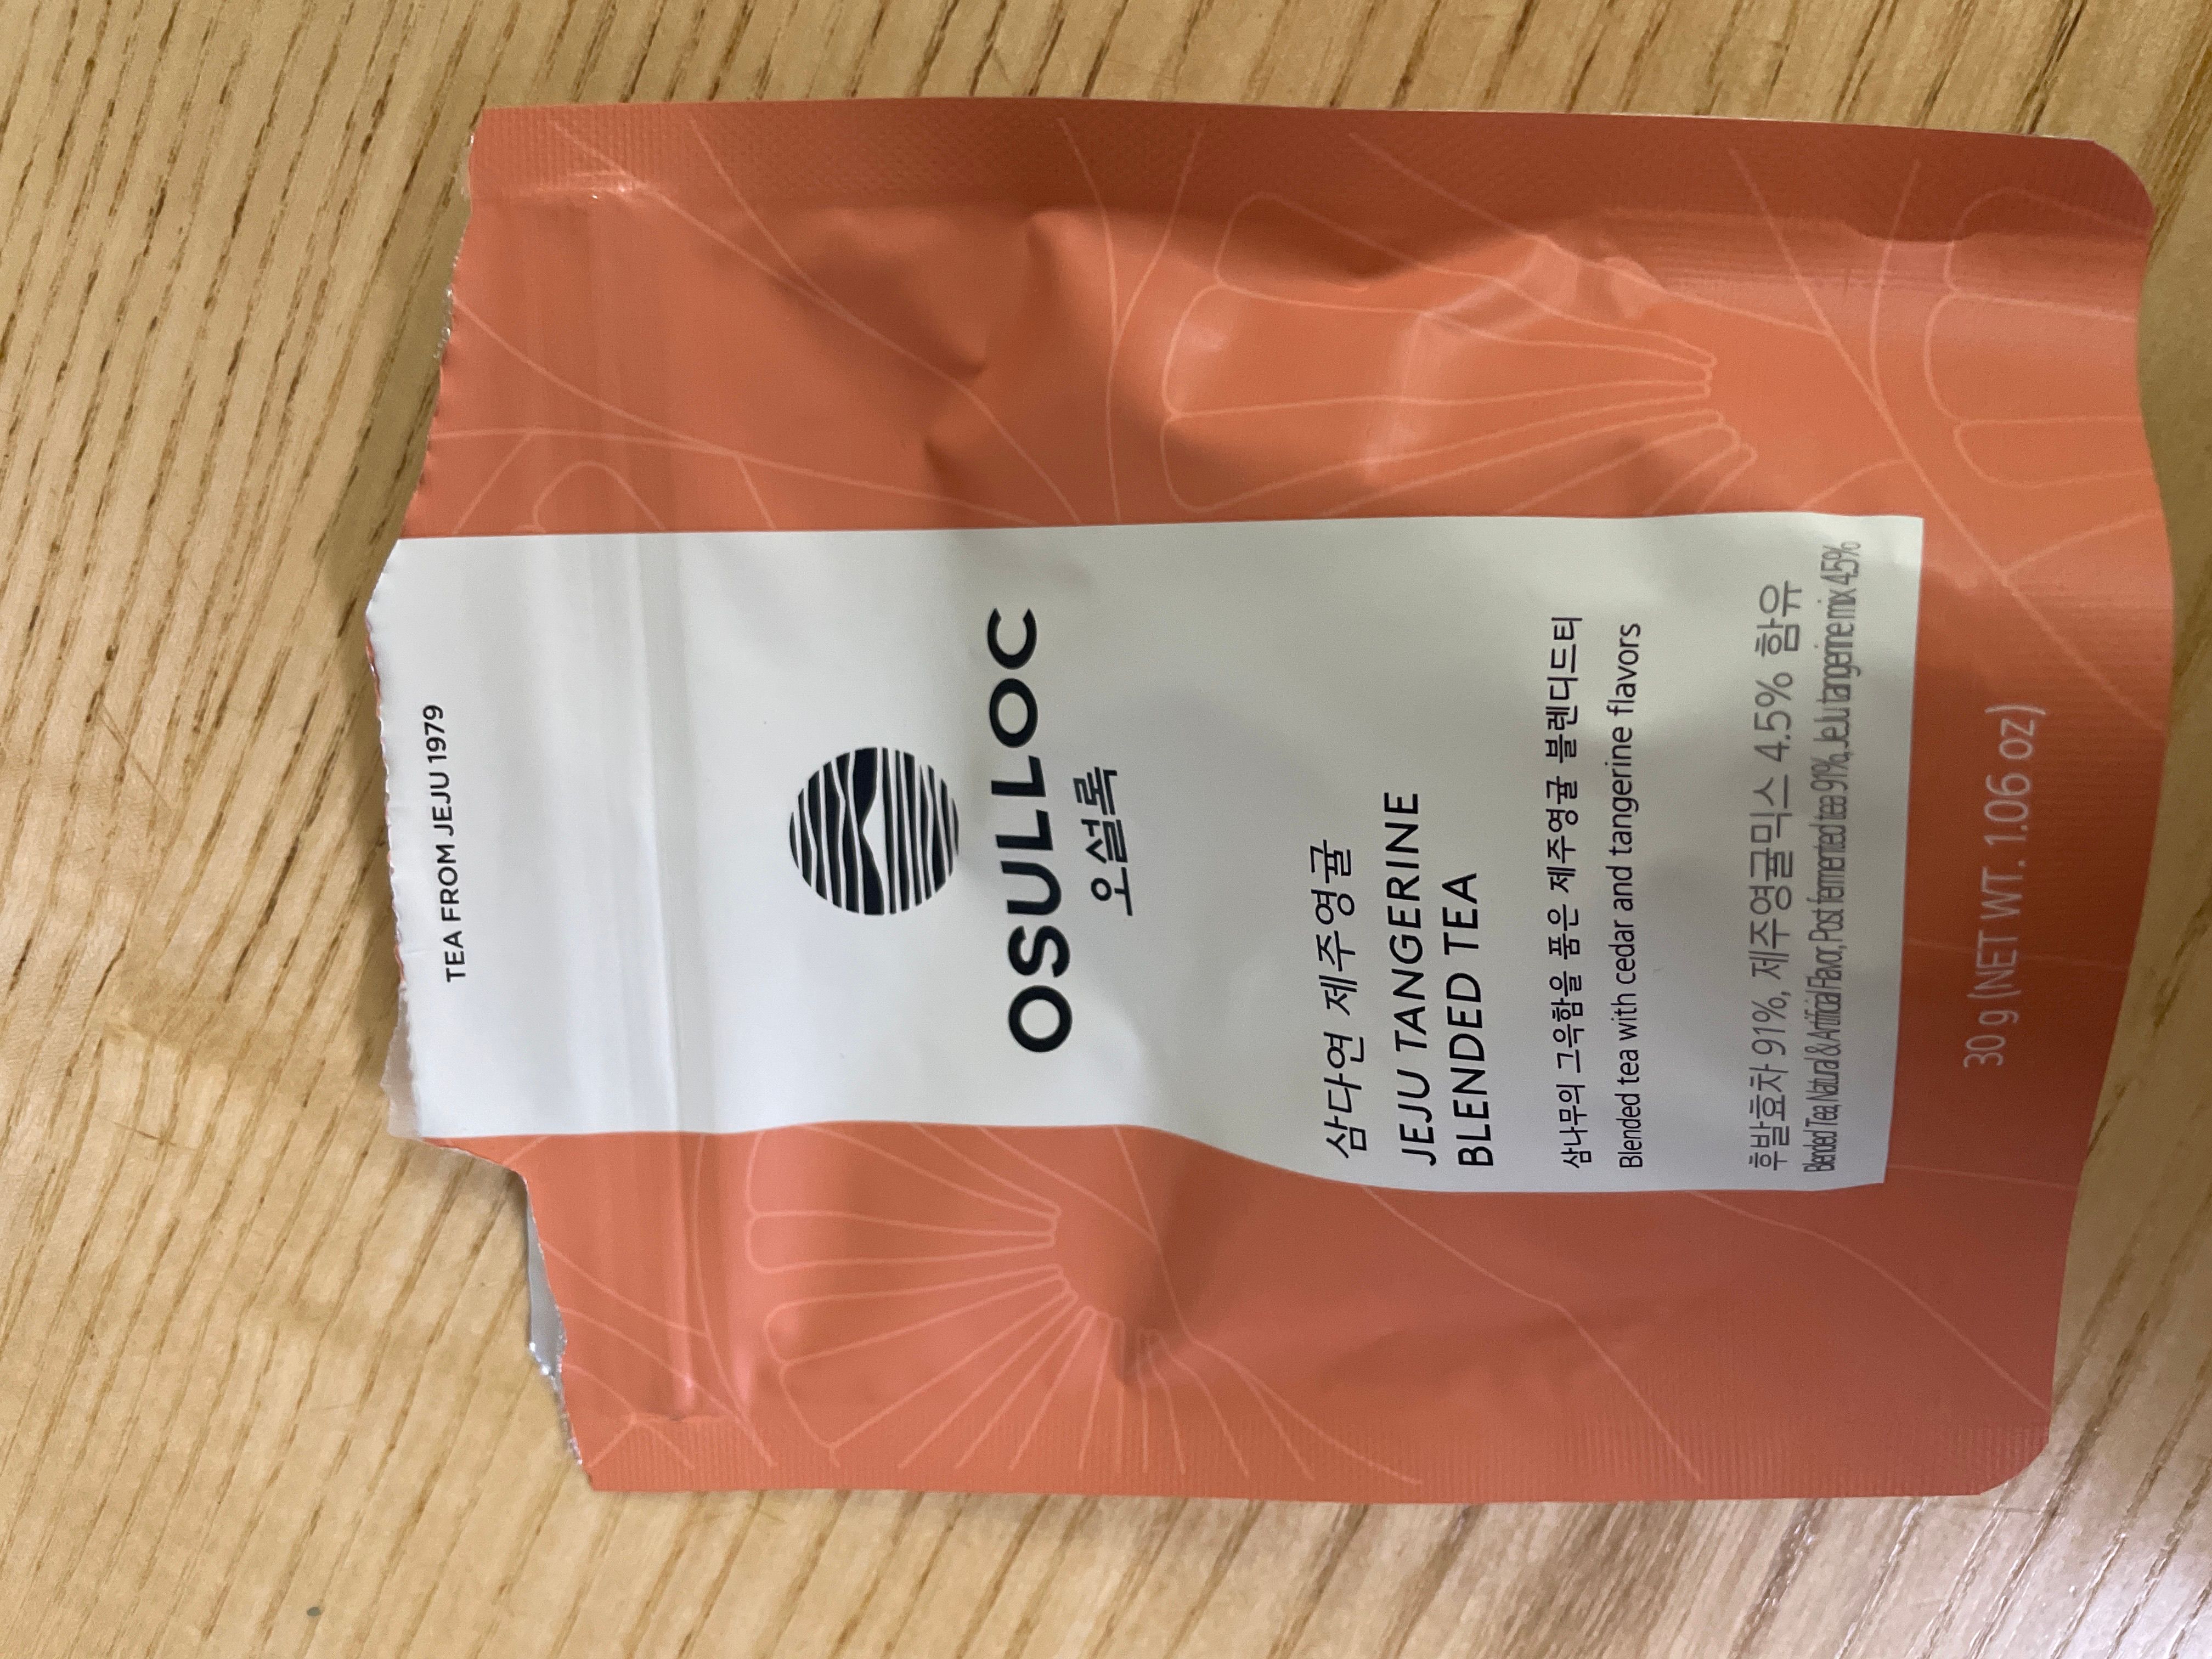 TEA FROM JEJU 1979
OSULLOC
오설록
삼다연 제주영귤
JEJU TANGERINE
BLENDED TEA
삼나무의 그윽함을 품은 제주영귤 블렌디드티
Blended tea with cedar and tangerine flavors
후발효차 91%, 제주영귤믹스 4.5% 함유
Blended Tea, Natural & Artificial Flavor, Post fermented tea 91%, Jeju tangerine mix 4.5%
30 g (NET WT. 1.06 oz)